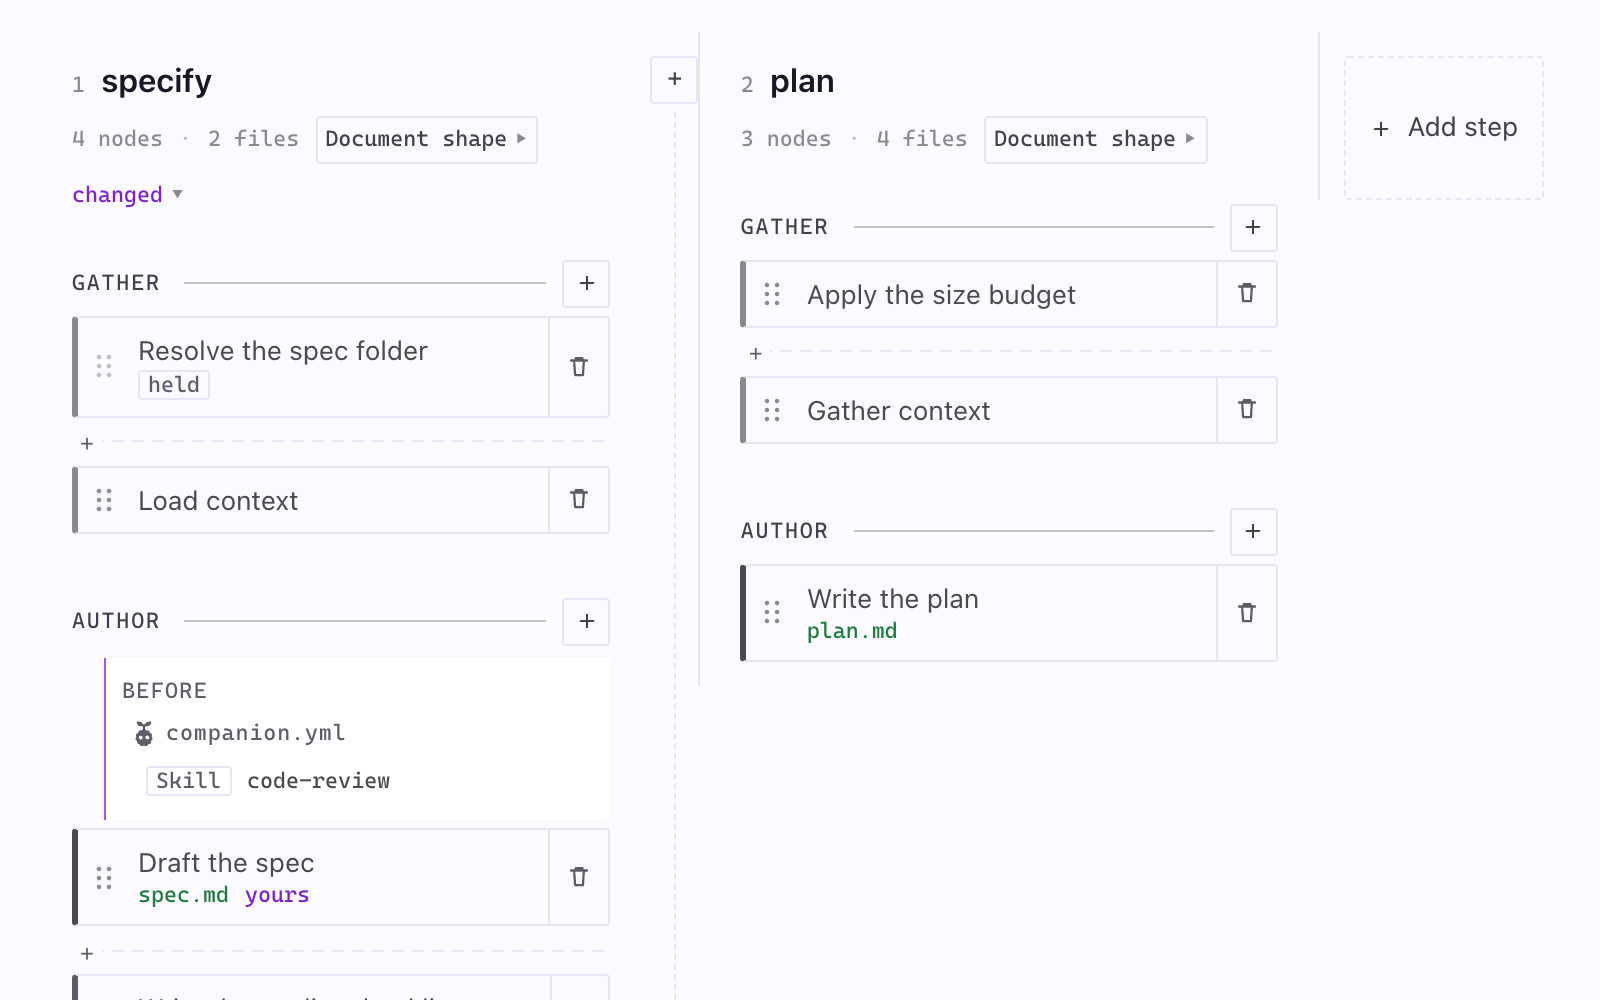 1 specify
4 nodes · 2 files Document shape ▸
changed ▾
GATHER +
Resolve the spec folder
held
+
Load context
AUTHOR +
BEFORE
companion.yml
Skill code-review
Draft the spec
spec.md yours
+
+
2 plan
3 nodes · 4 files Document shape ▸
GATHER +
Apply the size budget
+
Gather context
AUTHOR +
Write the plan
plan.md
+ Add step